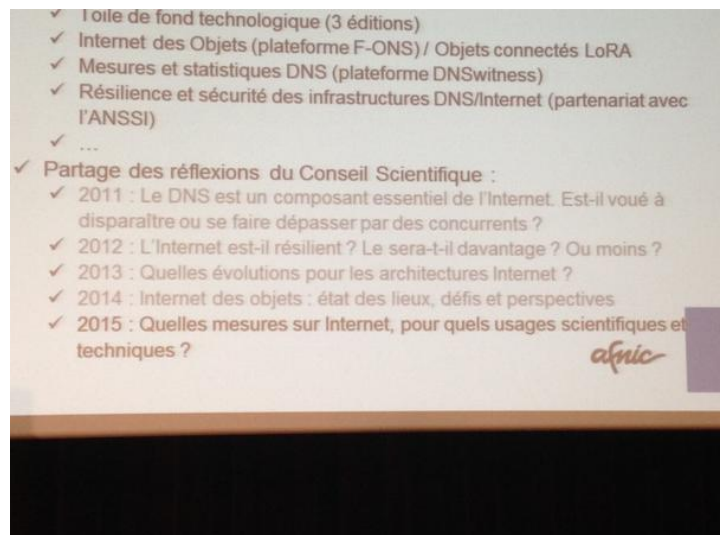 ✓ Toile de fond technologique (3 éditions)
✓ Internet des Objets (plateforme F-ONS) / Objets connectés LoRA
✓ Mesures et statistiques DNS (plateforme DNSwitness)
✓ Résilience et sécurité des infrastructures DNS/Internet (partenariat avec
l'ANSSI)
✓ ...
✓ Partage des réflexions du Conseil Scientifique :
✓ 2011 : Le DNS est un composant essentiel de l'Internet. Est-il voué à
disparaître ou se faire dépasser par des concurrents ?
✓ 2012 : L'Internet est-il résilient ? Le sera-t-il davantage ? Ou moins ?
✓ 2013 : Quelles évolutions pour les architectures Internet ?
✓ 2014 : Internet des objets : état des lieux, défis et perspectives
✓ 2015 : Quelles mesures sur Internet, pour quels usages scientifiques et
techniques ?
afnic